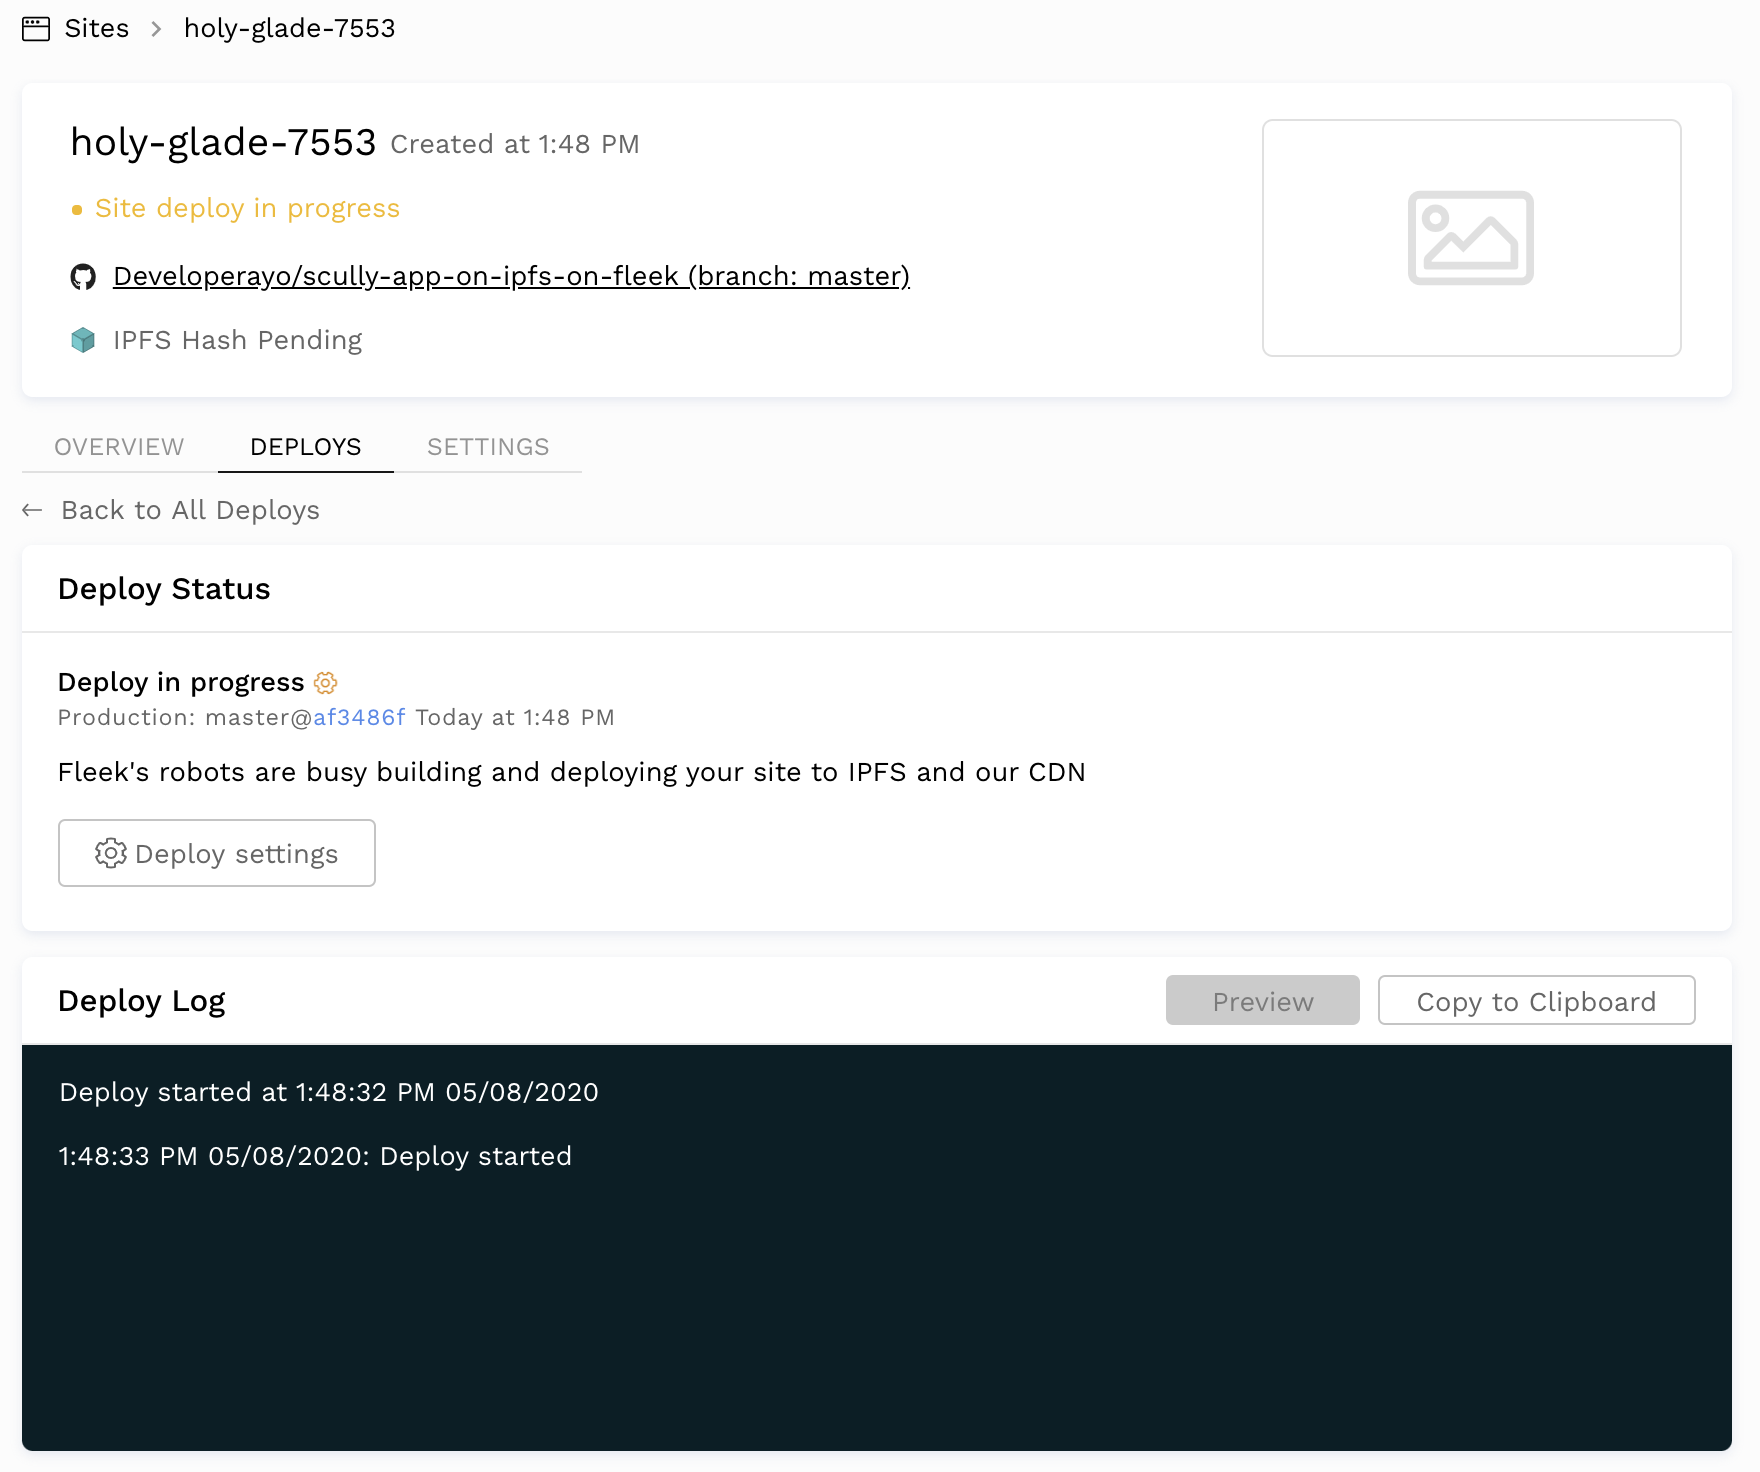 Sites > holy-glade-7553
holy-glade-7553 Created at 1:48 PM
Site deploy in progress
Developerayo/scully-app-on-ipfs-on-fleek (branch: master)
IPFS Hash Pending
OVERVIEW DEPLOYS SETTINGS
← Back to All Deploys
Deploy Status
Deploy in progress
Production: master@af3486f Today at 1:48 PM
Fleek's robots are busy building and deploying your site to IPFS and our CDN
Deploy settings
Deploy Log Preview Copy to Clipboard
Deploy started at 1:48:32 PM 05/08/2020
1:48:33 PM 05/08/2020: Deploy started